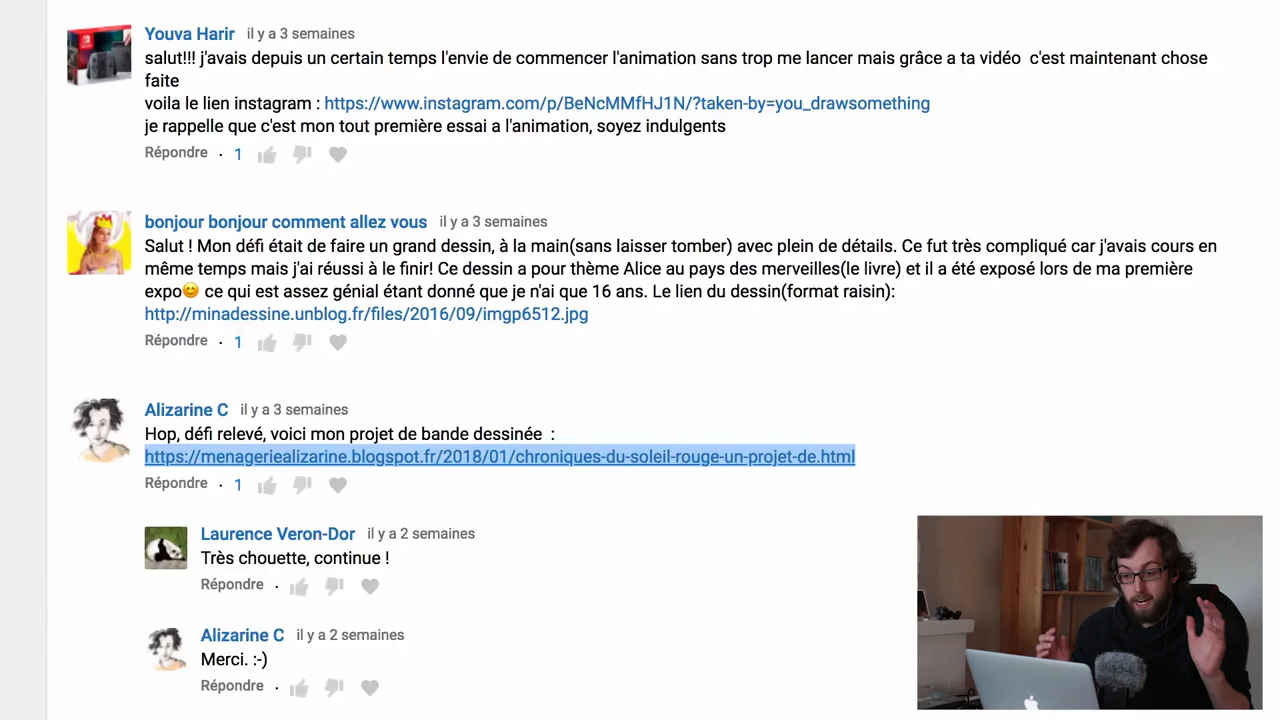 Youva Harir il y a 3 semaines
salut!!! j'avais depuis un certain temps l'envie de commencer l'animation sans trop me lancer mais grâce a ta vidéo c'est maintenant chose
faite
voila le lien instagram : https://www.instagram.com/p/BeNcMMfHJ1N/?taken-by=you_drawsomething
je rappelle que c'est mon tout première essai a l'animation, soyez indulgents
Répondre · 1
bonjour bonjour comment allez vous il y a 3 semaines
Salut ! Mon défi était de faire un grand dessin, à la main(sans laisser tomber) avec plein de détails. Ce fut très compliqué car j'avais cours en
même temps mais j'ai réussi à le finir! Ce dessin a pour thème Alice au pays des merveilles(le livre) et il a été exposé lors de ma première
expo😊 ce qui est assez génial étant donné que je n'ai que 16 ans. Le lien du dessin(format raisin):
http://minadessine.unblog.fr/files/2016/09/imgp6512.jpg
Répondre · 1
Alizarine C il y a 3 semaines
Hop, défi relevé, voici mon projet de bande dessinée :
https://menageriealizarine.blogspot.fr/2018/01/chroniques-du-soleil-rouge-un-projet-de.html
Répondre · 1
Laurence Veron-Dor il y a 2 semaines
Très chouette, continue !
Répondre ·
Alizarine C il y a 2 semaines
Merci. :-)
Répondre ·